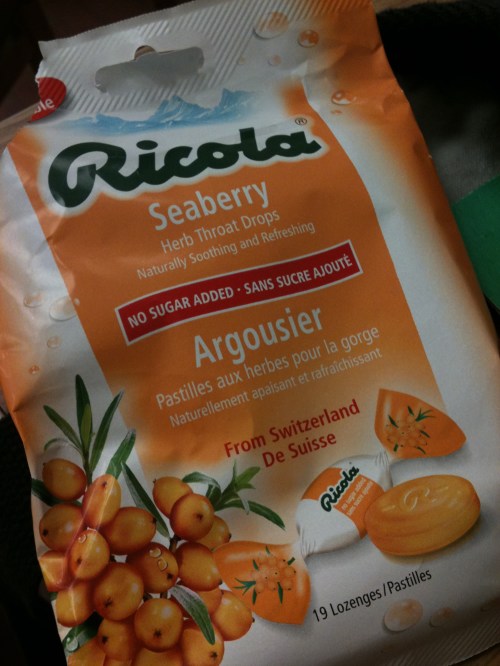 Ricola®
Seaberry
Herb Throat Drops
Naturally Soothing and Refreshing
NO SUGAR ADDED · SANS SUCRE AJOUTÉ
Argousier
Pastilles aux herbes pour la gorge
Naturellement apaisant et rafraîchissant
From Switzerland
De Suisse
Ricola
19 Lozenges/Pastilles